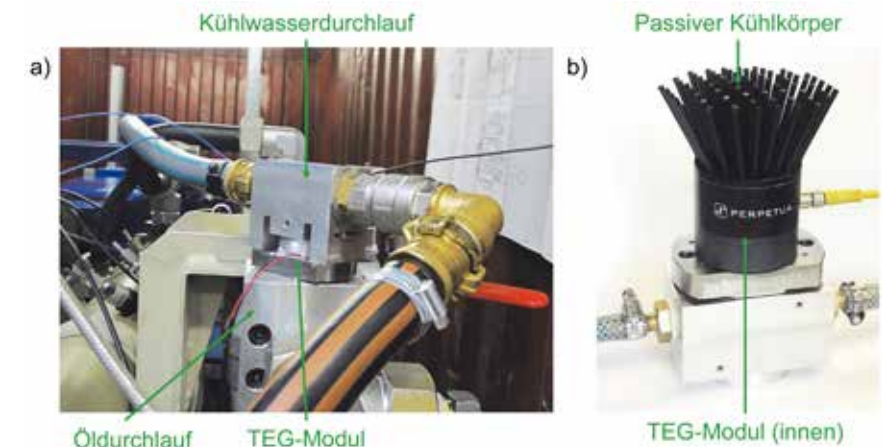 Kühlwasserdurchlauf
Passiver Kühlkörper
a)
b)
PERPETUA
Öldurchlauf
TEG-Modul
TEG-Modul (innen)